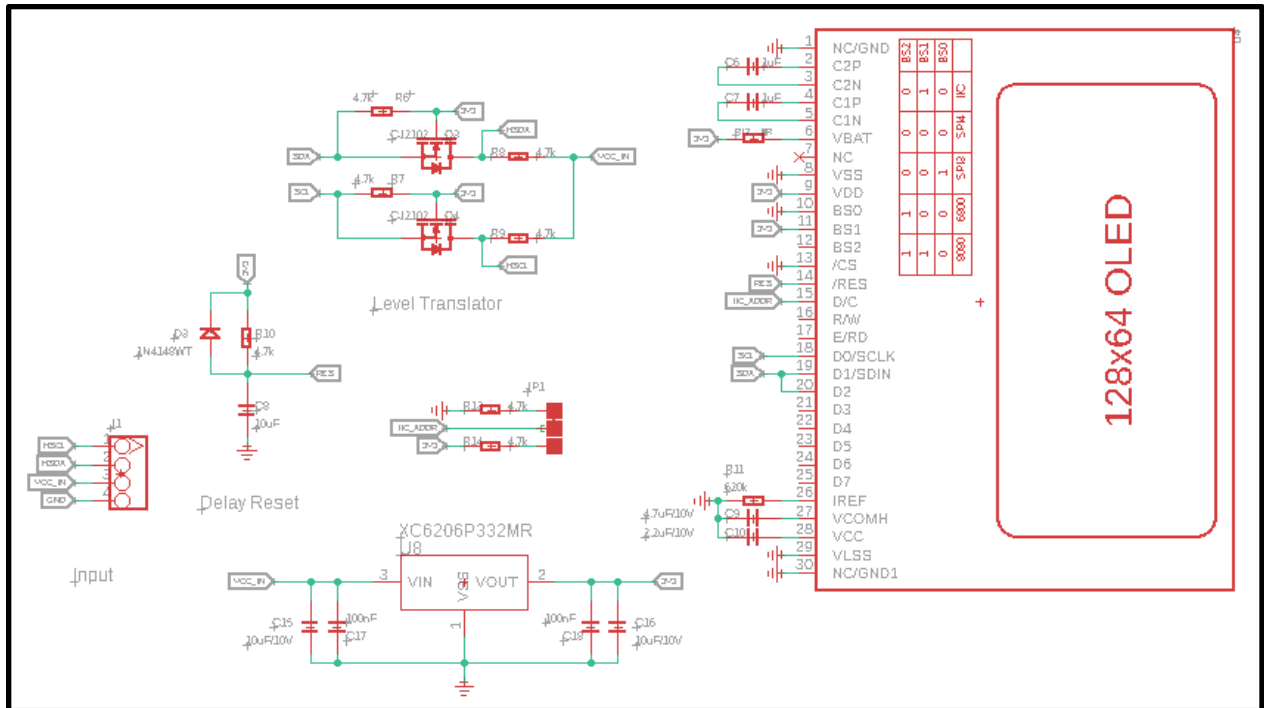 4.7k R6
3V3
CJ2102 Q3
HSDA
SDA
R8 4.7k
VCC_IN
4.7k R7
SCL
3V3
CJ2102 Q4
R9 4.7k
HSCL
Level Translator
3V3
D3
1N4148WT
R10
4.7k
RES
10uF
Delay Reset
J1
HSCL 1
HSDA 2
VCC_IN 3
GND 4
Input
JP1
4.7k
IIC_ADDR
3V3 R14 4.7k
XC6206P332MR
U8
VCC_IN
3 VIN VSS VOUT 2
3V3
1
C15
10uF/10V
100nF
C17
100nF
C18
C16
10uF/10V
1 NC/GND
C6 1uF
2 C2P
3 C2N
C7 1uF
4 C1P
5 C1N
3V3
6 VBAT
7 NC
8 VSS
3V3 9 VDD
10 BS0
3V3 11 BS1
12 BS2
13 /CS
RES 14 /RES
IIC_ADDR 15 D/C
16 R/W
17 E/RD
SCL 18 D0/SCLK
SDA 19 D1/SDIN
20 D2
21 D3
22 D4
23 D5
24 D6
25 D7
R11
620k
26 IREF
4.7uF/10V C9 27 VCOMH
2.2uF/10V C10 28 VCC
29 VLSS
30 NC/GND1
BS2 BS1 BS0
0 1 0 IIC
0 0 0 SPI4
0 0 1 SPI3
1 0 0 6800
1 1 0 8080
128x64 OLED